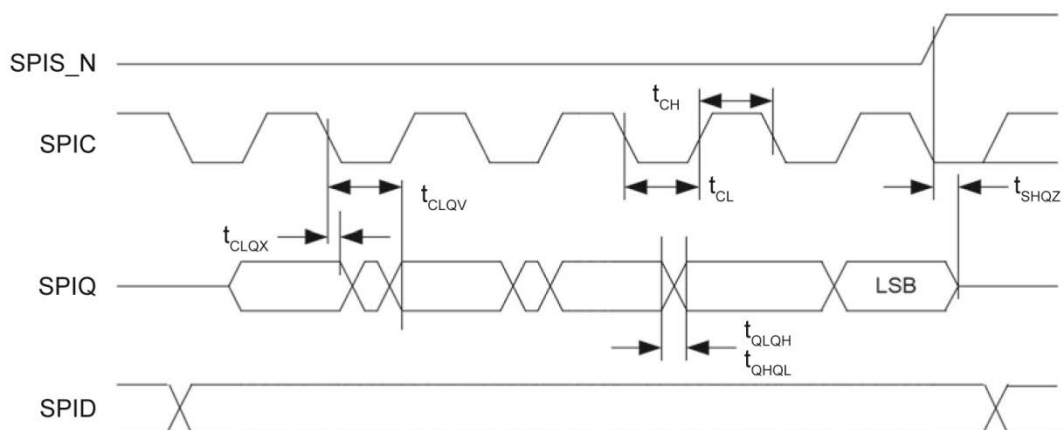 SPIS_N
SPIC
t_CH
t_CL
t_CLQV
t_SHQZ
t_CLQX
SPIQ
LSB
t_QLQH
t_QHQL
SPID